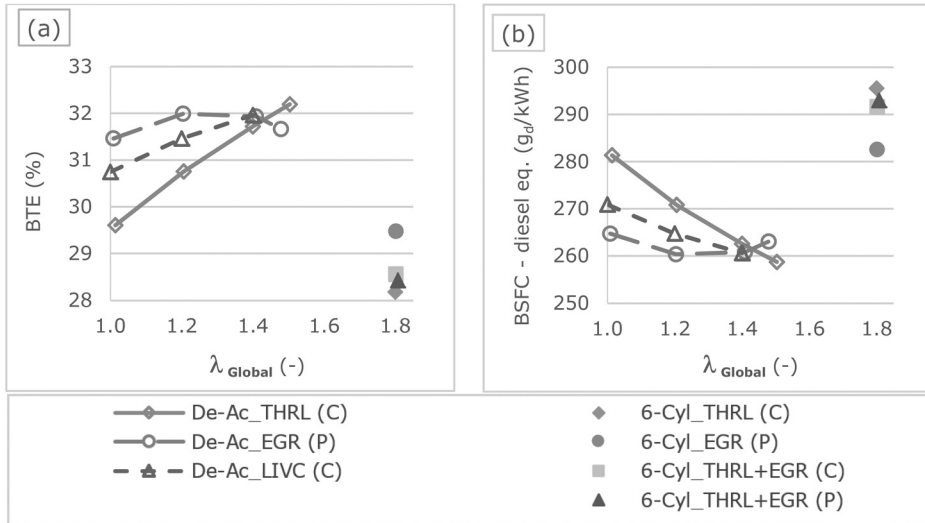 (a)
BTE (%)
33
32
31
30
29
28
1.0 1.2 1.4 1.6 1.8
λ Global (-)
(b)
BSFC - diesel eq. (g_d/kWh)
300
290
280
270
260
250
1.0 1.2 1.4 1.6 1.8
λ Global (-)
De-Ac_THRL (C)
De-Ac_EGR (P)
De-Ac_LIVC (C)
6-Cyl_THRL (C)
6-Cyl_EGR (P)
6-Cyl_THRL+EGR (C)
6-Cyl_THRL+EGR (P)